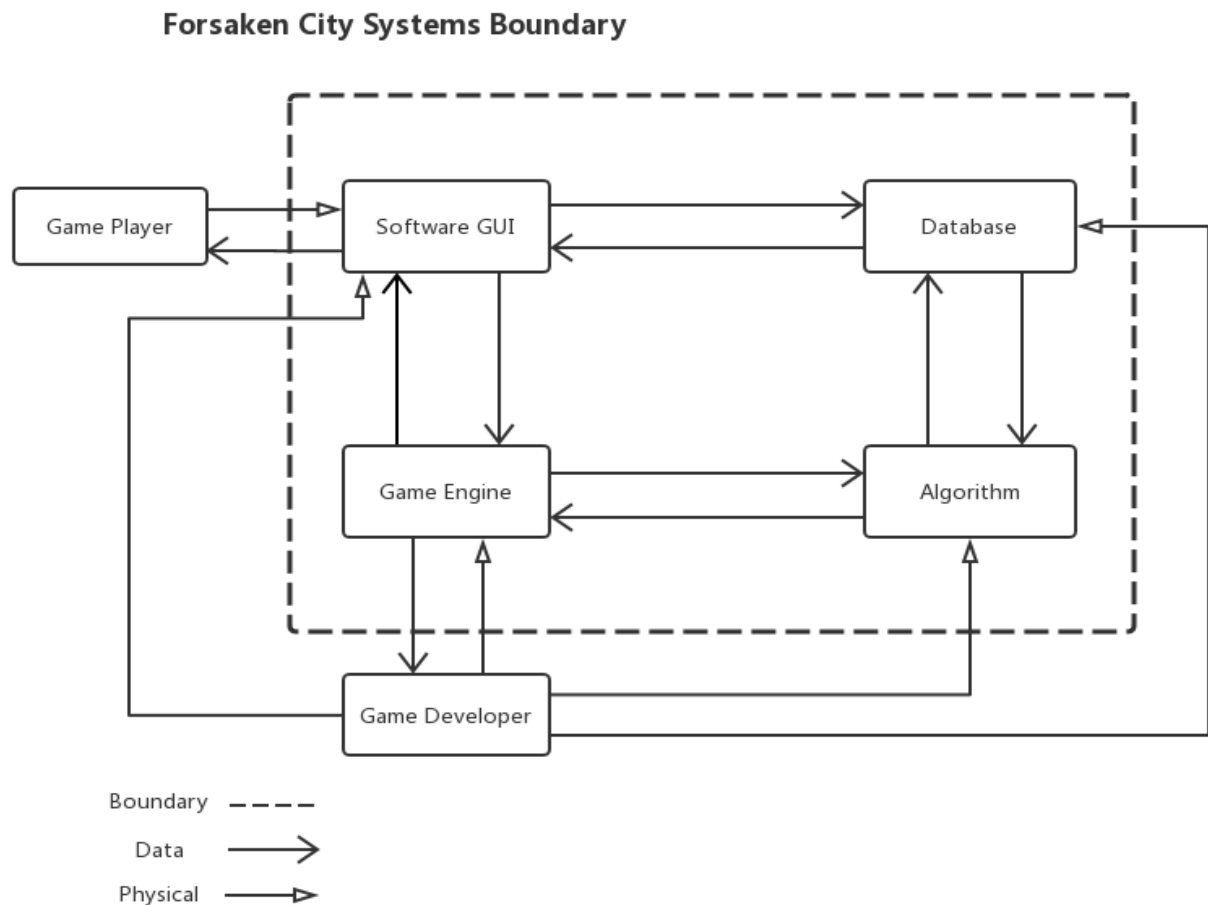 Forsaken City Systems Boundary
Game Player
Software GUI
Database
Game Engine
Algorithm
Game Developer
Boundary
Data
Physical